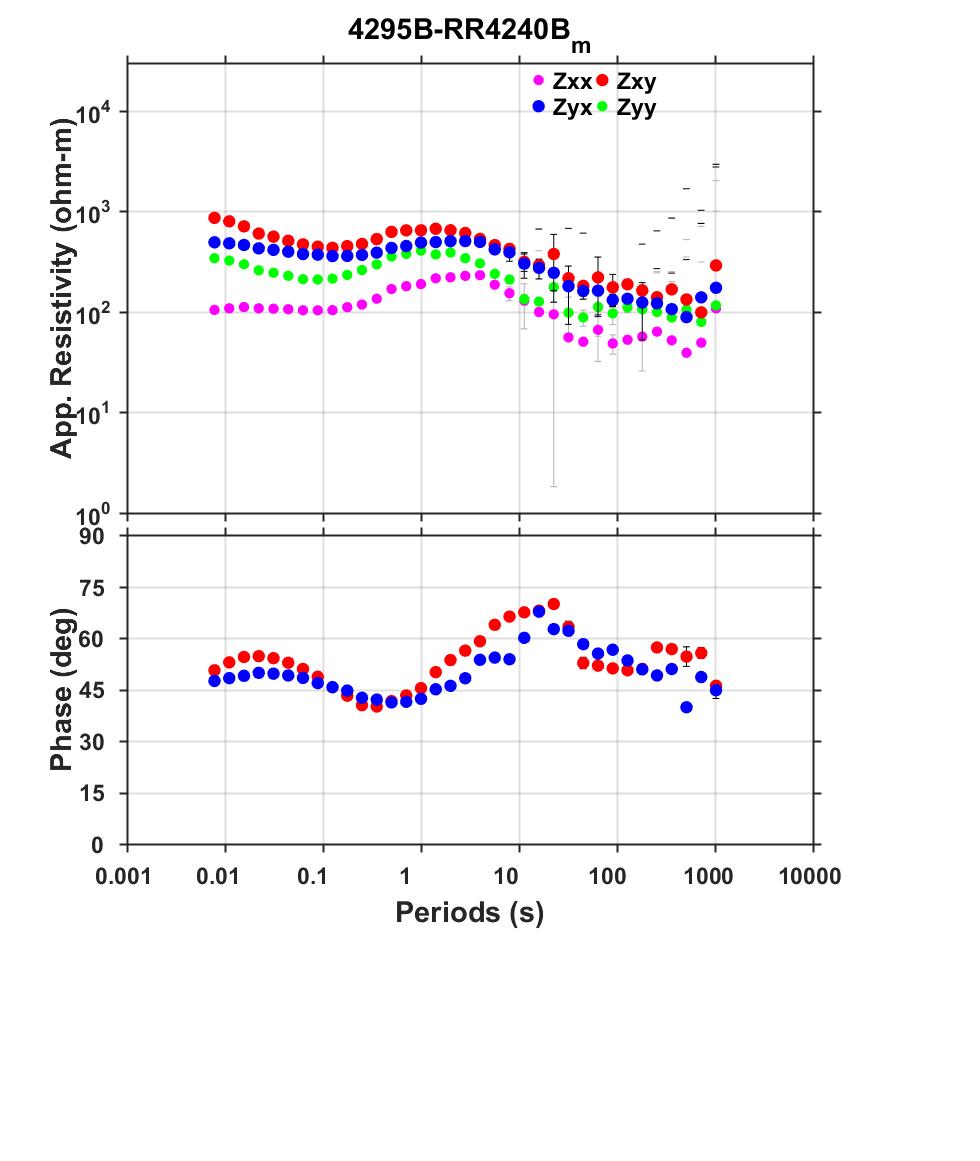 4295B-RR4240Bm
Zxx Zxy
Zyx Zyy
App. Resistivity (ohm-m)
10^4
10^3
10^2
10^1
10^0
Phase (deg)
90
75
60
45
30
15
0
0.001 0.01 0.1 1 10 100 1000 10000
Periods (s)